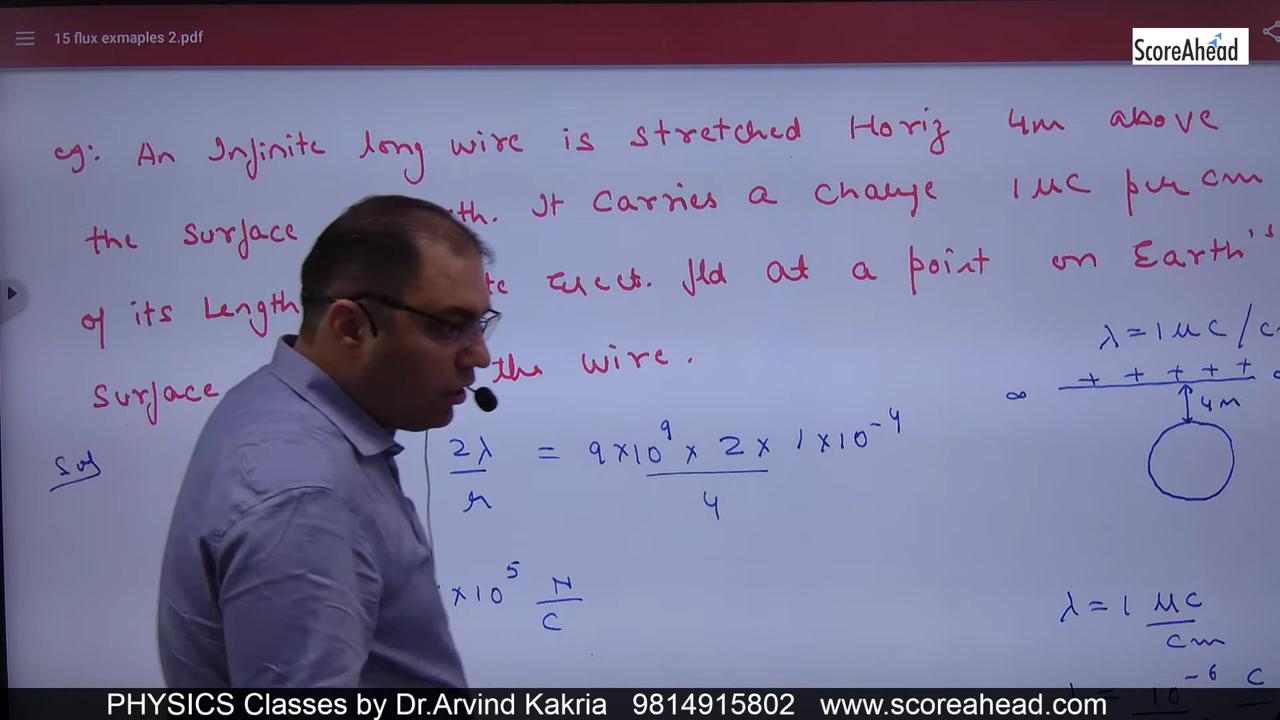 15 flux exmaples 2.pdf
ScoreAhead
eg: An Infinite long wire is stretched Horiz 4m above
the surface th. It carries a charge 1 μC per cm
of its Length Elect. fld at a point on Earth's
surface the wire.
λ = 1 μC / c
+ + + + +
∞
4m
Sol
2λ / r = 9×10⁹ × 2 × 1×10⁻⁴ / 4
×10⁵ N / C
λ = 1 μC / cm
10⁻⁶ C
PHYSICS Classes by Dr.Arvind Kakria 9814915802 www.scoreahead.com